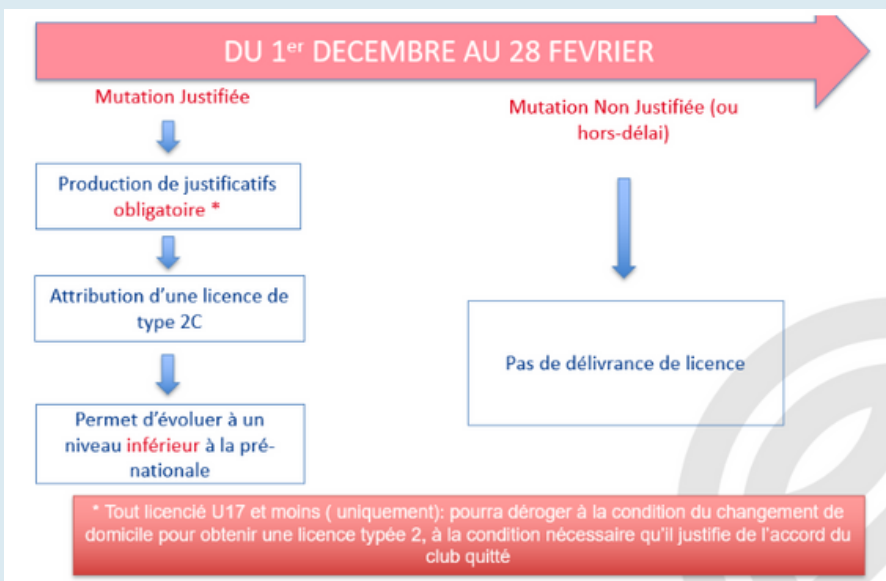 DU 1er DECEMBRE AU 28 FEVRIER
Mutation Justifiée
Production de justificatifs
obligatoire *
Attribution d'une licence de
type 2C
Permet d'évoluer à un
niveau inférieur à la pré-
nationale
Mutation Non Justifiée (ou
hors-délai)
Pas de délivrance de licence
* Tout licencié U17 et moins ( uniquement): pourra déroger à la condition du changement de
domicile pour obtenir une licence typée 2, à la condition nécessaire qu'il justifie de l'accord du
club quitté